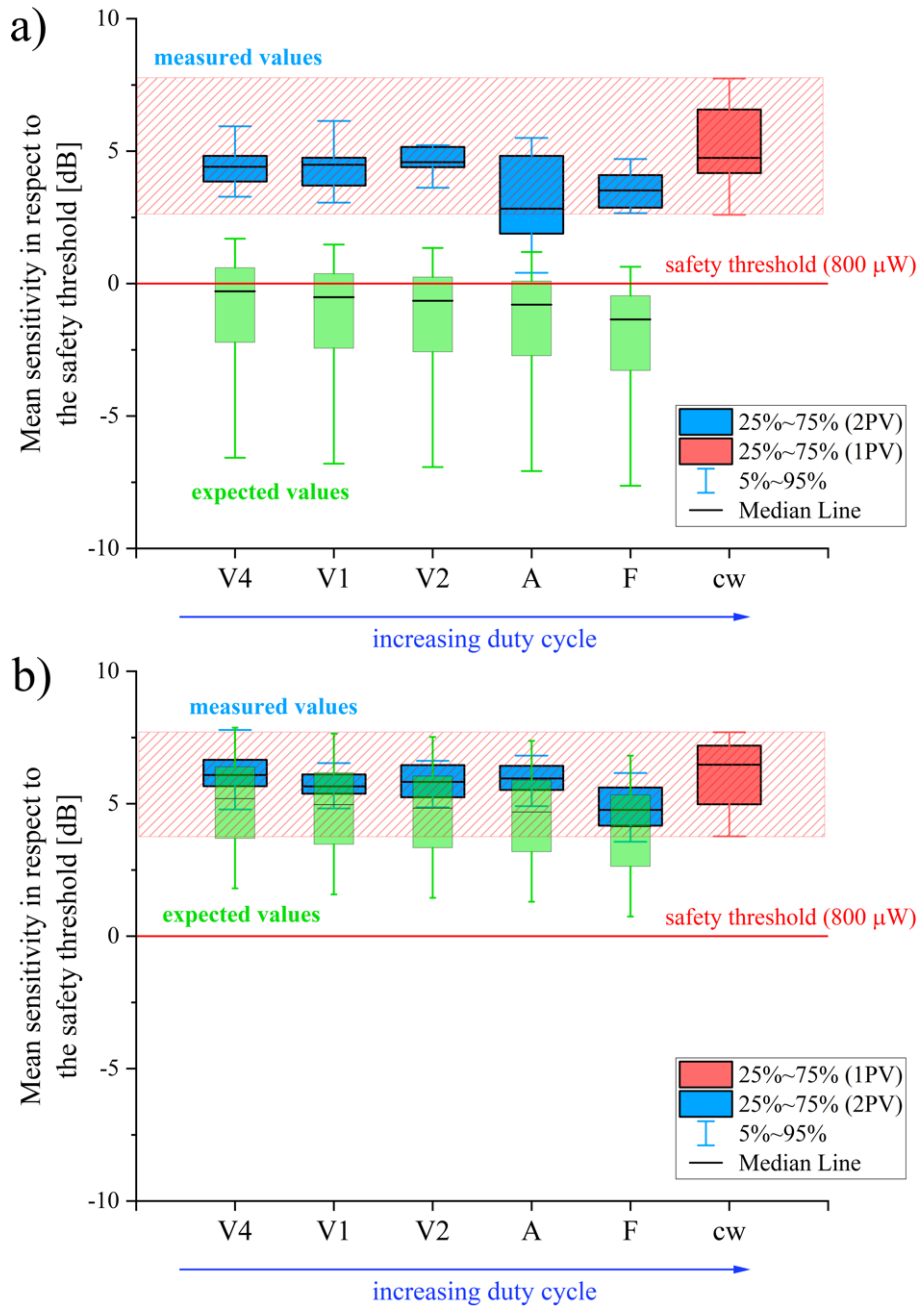 a)
10
5
0
-5
-10
Mean sensitivity in respect to
the safety threshold [dB]
measured values
safety threshold (800 µW)
expected values
25%~75% (2PV)
25%~75% (1PV)
5%~95%
Median Line
V4 V1 V2 A F cw
increasing duty cycle
b)
10
5
0
-5
-10
Mean sensitivity in respect to
the safety threshold [dB]
measured values
expected values
safety threshold (800 µW)
25%~75% (1PV)
25%~75% (2PV)
5%~95%
Median Line
V4 V1 V2 A F cw
increasing duty cycle